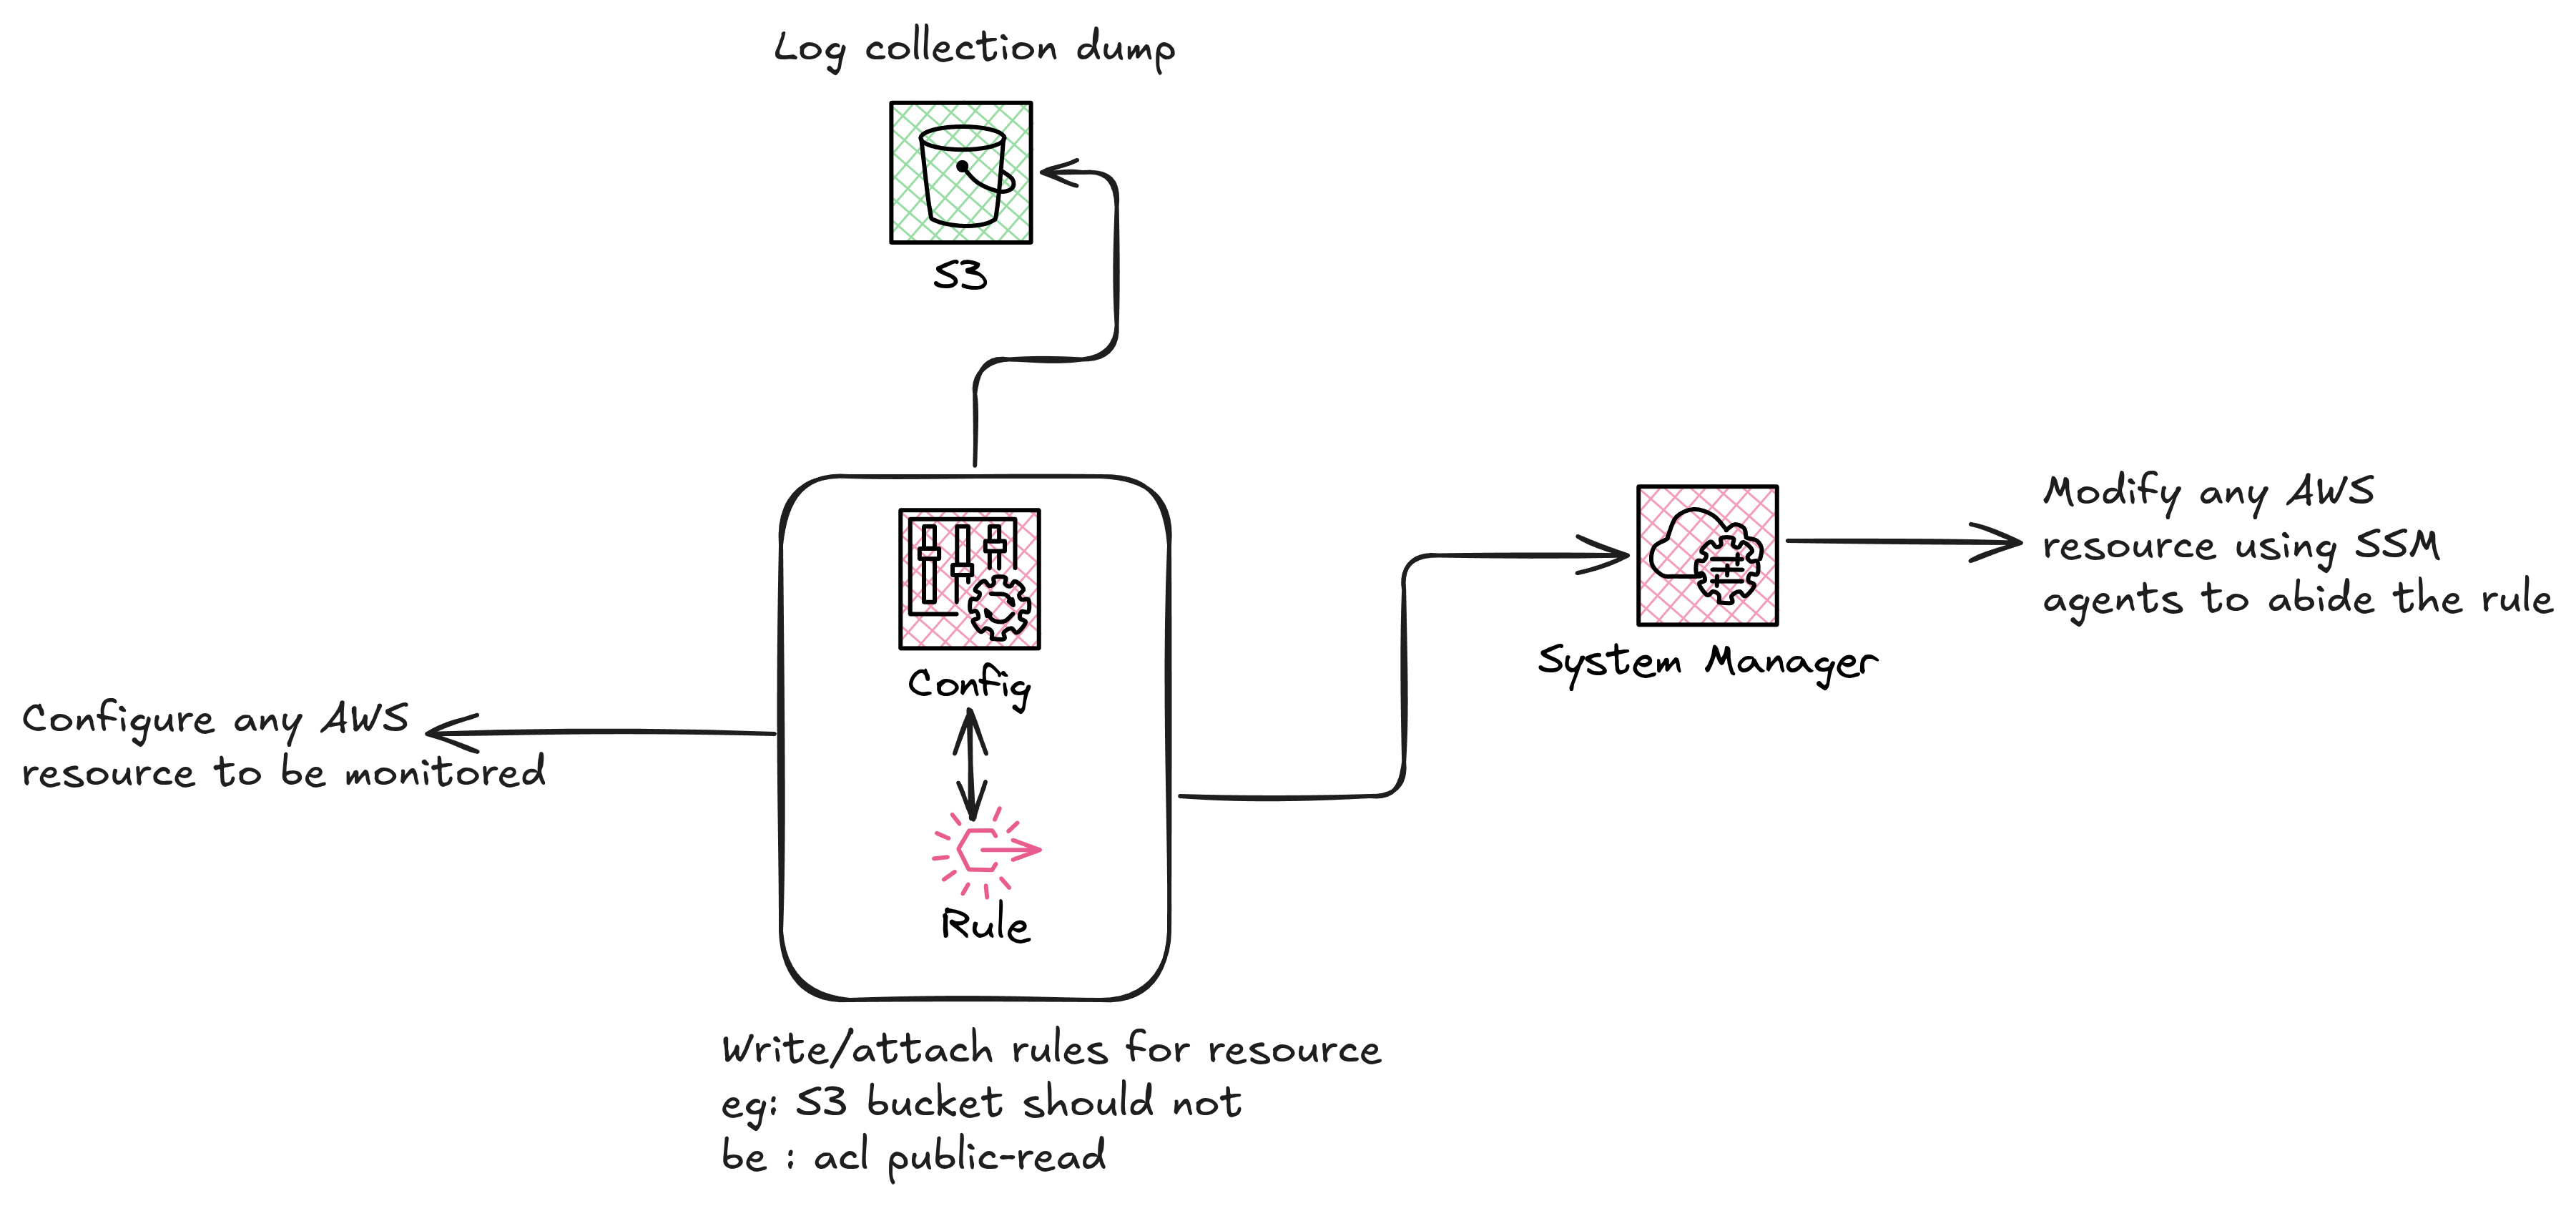 Log collection dump
S3
Config
Rule
System Manager
Modify any AWS
resource using SSM
agents to abide the rule
Configure any AWS
resource to be monitored
Write/attach rules for resource
eg: S3 bucket should not
be : acl public-read